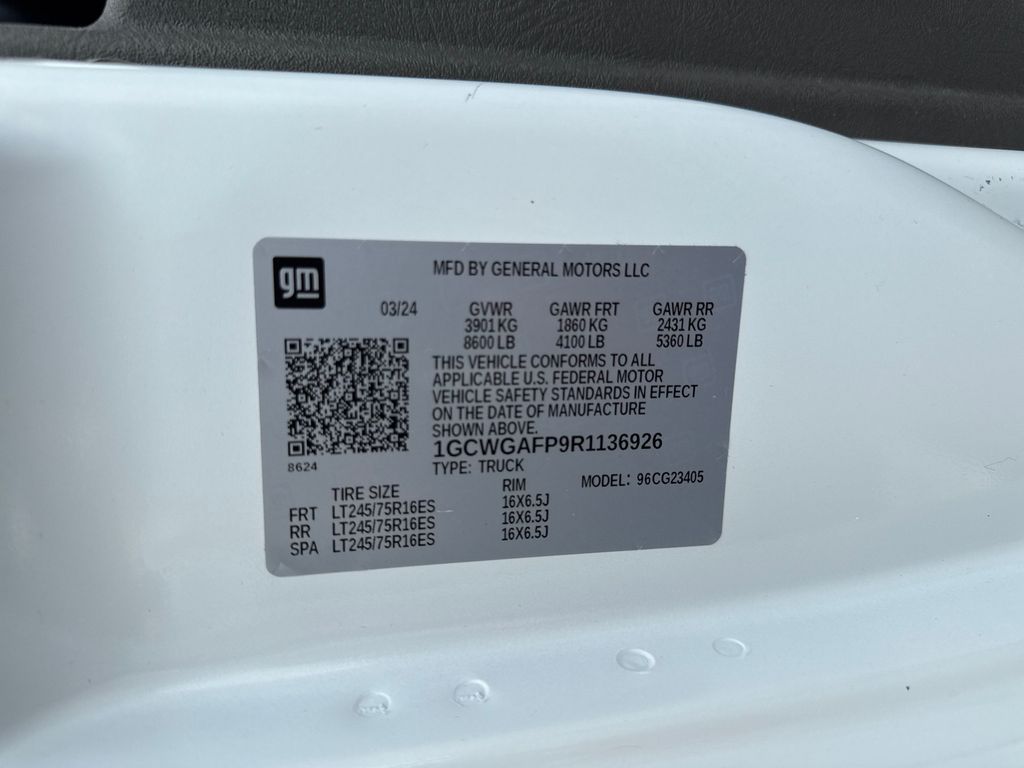 gm
MFD BY GENERAL MOTORS LLC
03/24 GVWR GAWR FRT GAWR RR
3901 KG 1860 KG 2431 KG
8600 LB 4100 LB 5360 LB
THIS VEHICLE CONFORMS TO ALL
APPLICABLE U.S. FEDERAL MOTOR
VEHICLE SAFETY STANDARDS IN EFFECT
ON THE DATE OF MANUFACTURE
SHOWN ABOVE.
1GCWGAFP9R1136926
8624
TYPE: TRUCK MODEL: 96CG23405
TIRE SIZE RIM
FRT LT245/75R16ES 16X6.5J
RR LT245/75R16ES 16X6.5J
SPA LT245/75R16ES 16X6.5J